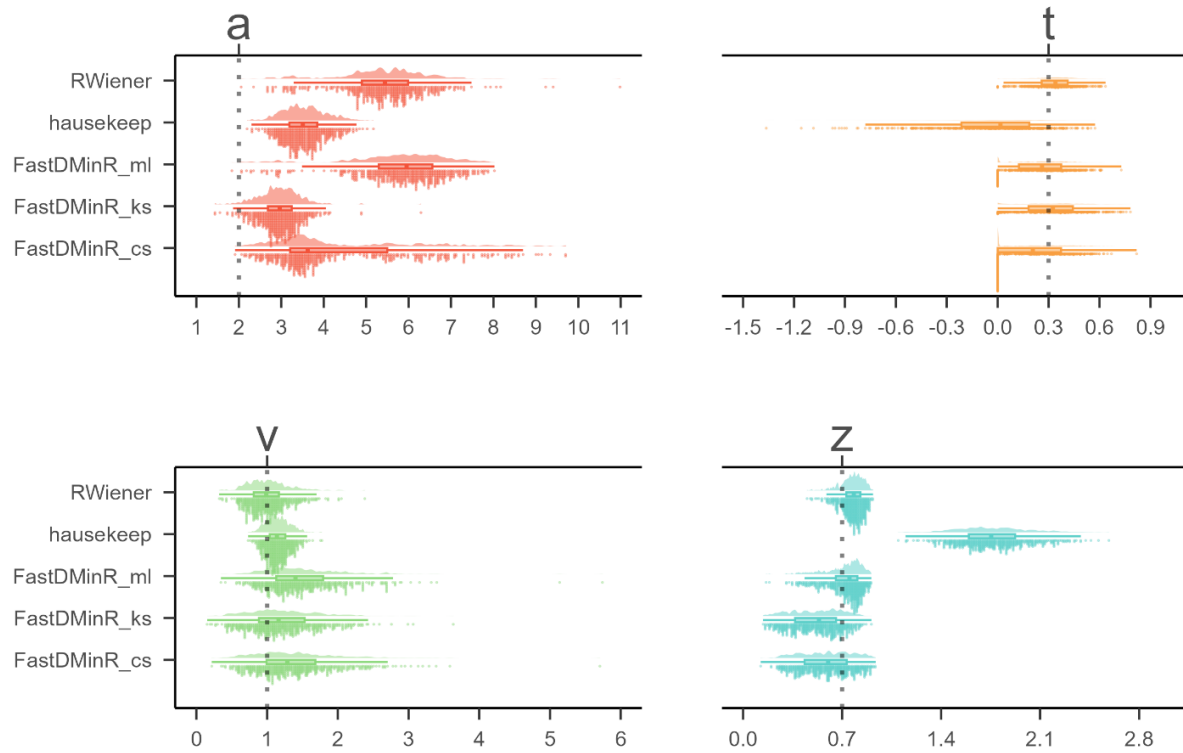 a
t
RWiener
hausekeep
FastDMinR_ml
FastDMinR_ks
FastDMinR_cs
1 2 3 4 5 6 7 8 9 10 11
-1.5 -1.2 -0.9 -0.6 -0.3 0.0 0.3 0.6 0.9
v
z
RWiener
hausekeep
FastDMinR_ml
FastDMinR_ks
FastDMinR_cs
0 1 2 3 4 5 6
0.0 0.7 1.4 2.1 2.8